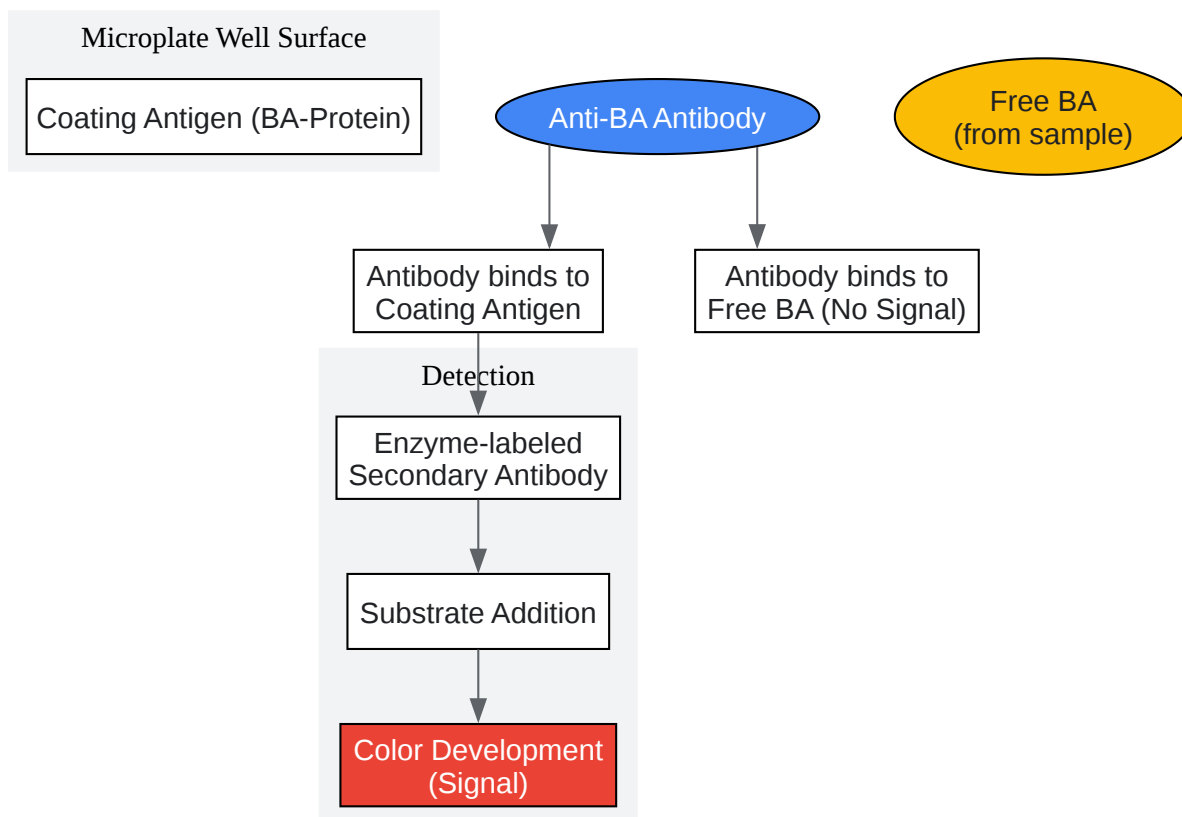 Microplate Well Surface
Coating Antigen (BA-Protein)
Anti-BA Antibody
Free BA
(from sample)
Antibody binds to
Coating Antigen
Antibody binds to
Free BA (No Signal)
Detection
Enzyme-labeled
Secondary Antibody
Substrate Addition
Color Development
(Signal)